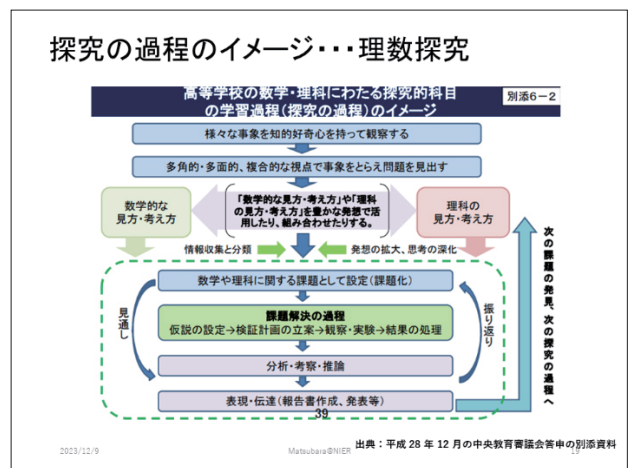 探究の過程のイメージ・・・理数探究
高等学校の数学・理科にわたる探究的科目
の学習過程(探究の過程)のイメージ
別添6－2
様々な事象を知的好奇心を持って観察する
多角的・多面的、複合的な視点で事象をとらえ問題を見出す
数学的な
見方・考え方
「数学的な見方・考え方」や「理科
の見方・考え方」を豊かな発想で活
用したり、組み合わせたりする。
理科の
見方・考え方
情報収集と分類
発想の拡大、思考の深化
数学や理科に関する課題として設定(課題化)
見通し
課題解決の過程
仮説の設定→検証計画の立案→観察・実験→結果の処理
振り返り
分析・考察・推論
表現・伝達(報告書作成、発表等)
39
次の課題の発見、次の探究の過程へ
出典：平成 28 年 12 月の中央教育審議会答申の別添資料
2023/12/9
Matsubara@NIER
19